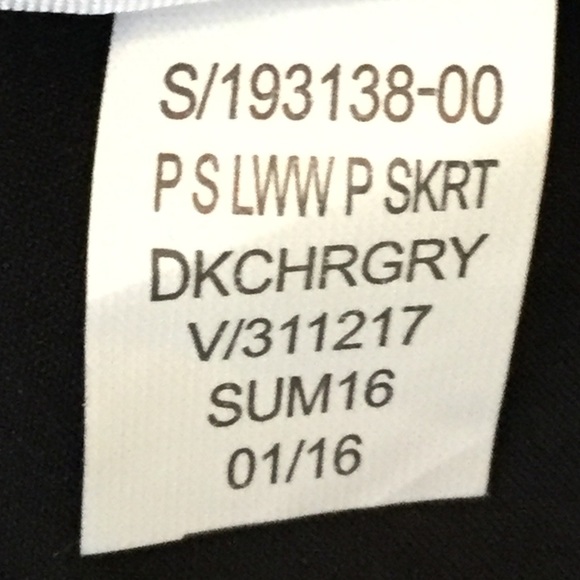 S/193138-00
P S LWW P SKRT
DKCHRGRY
V/311217
SUM16
01/16